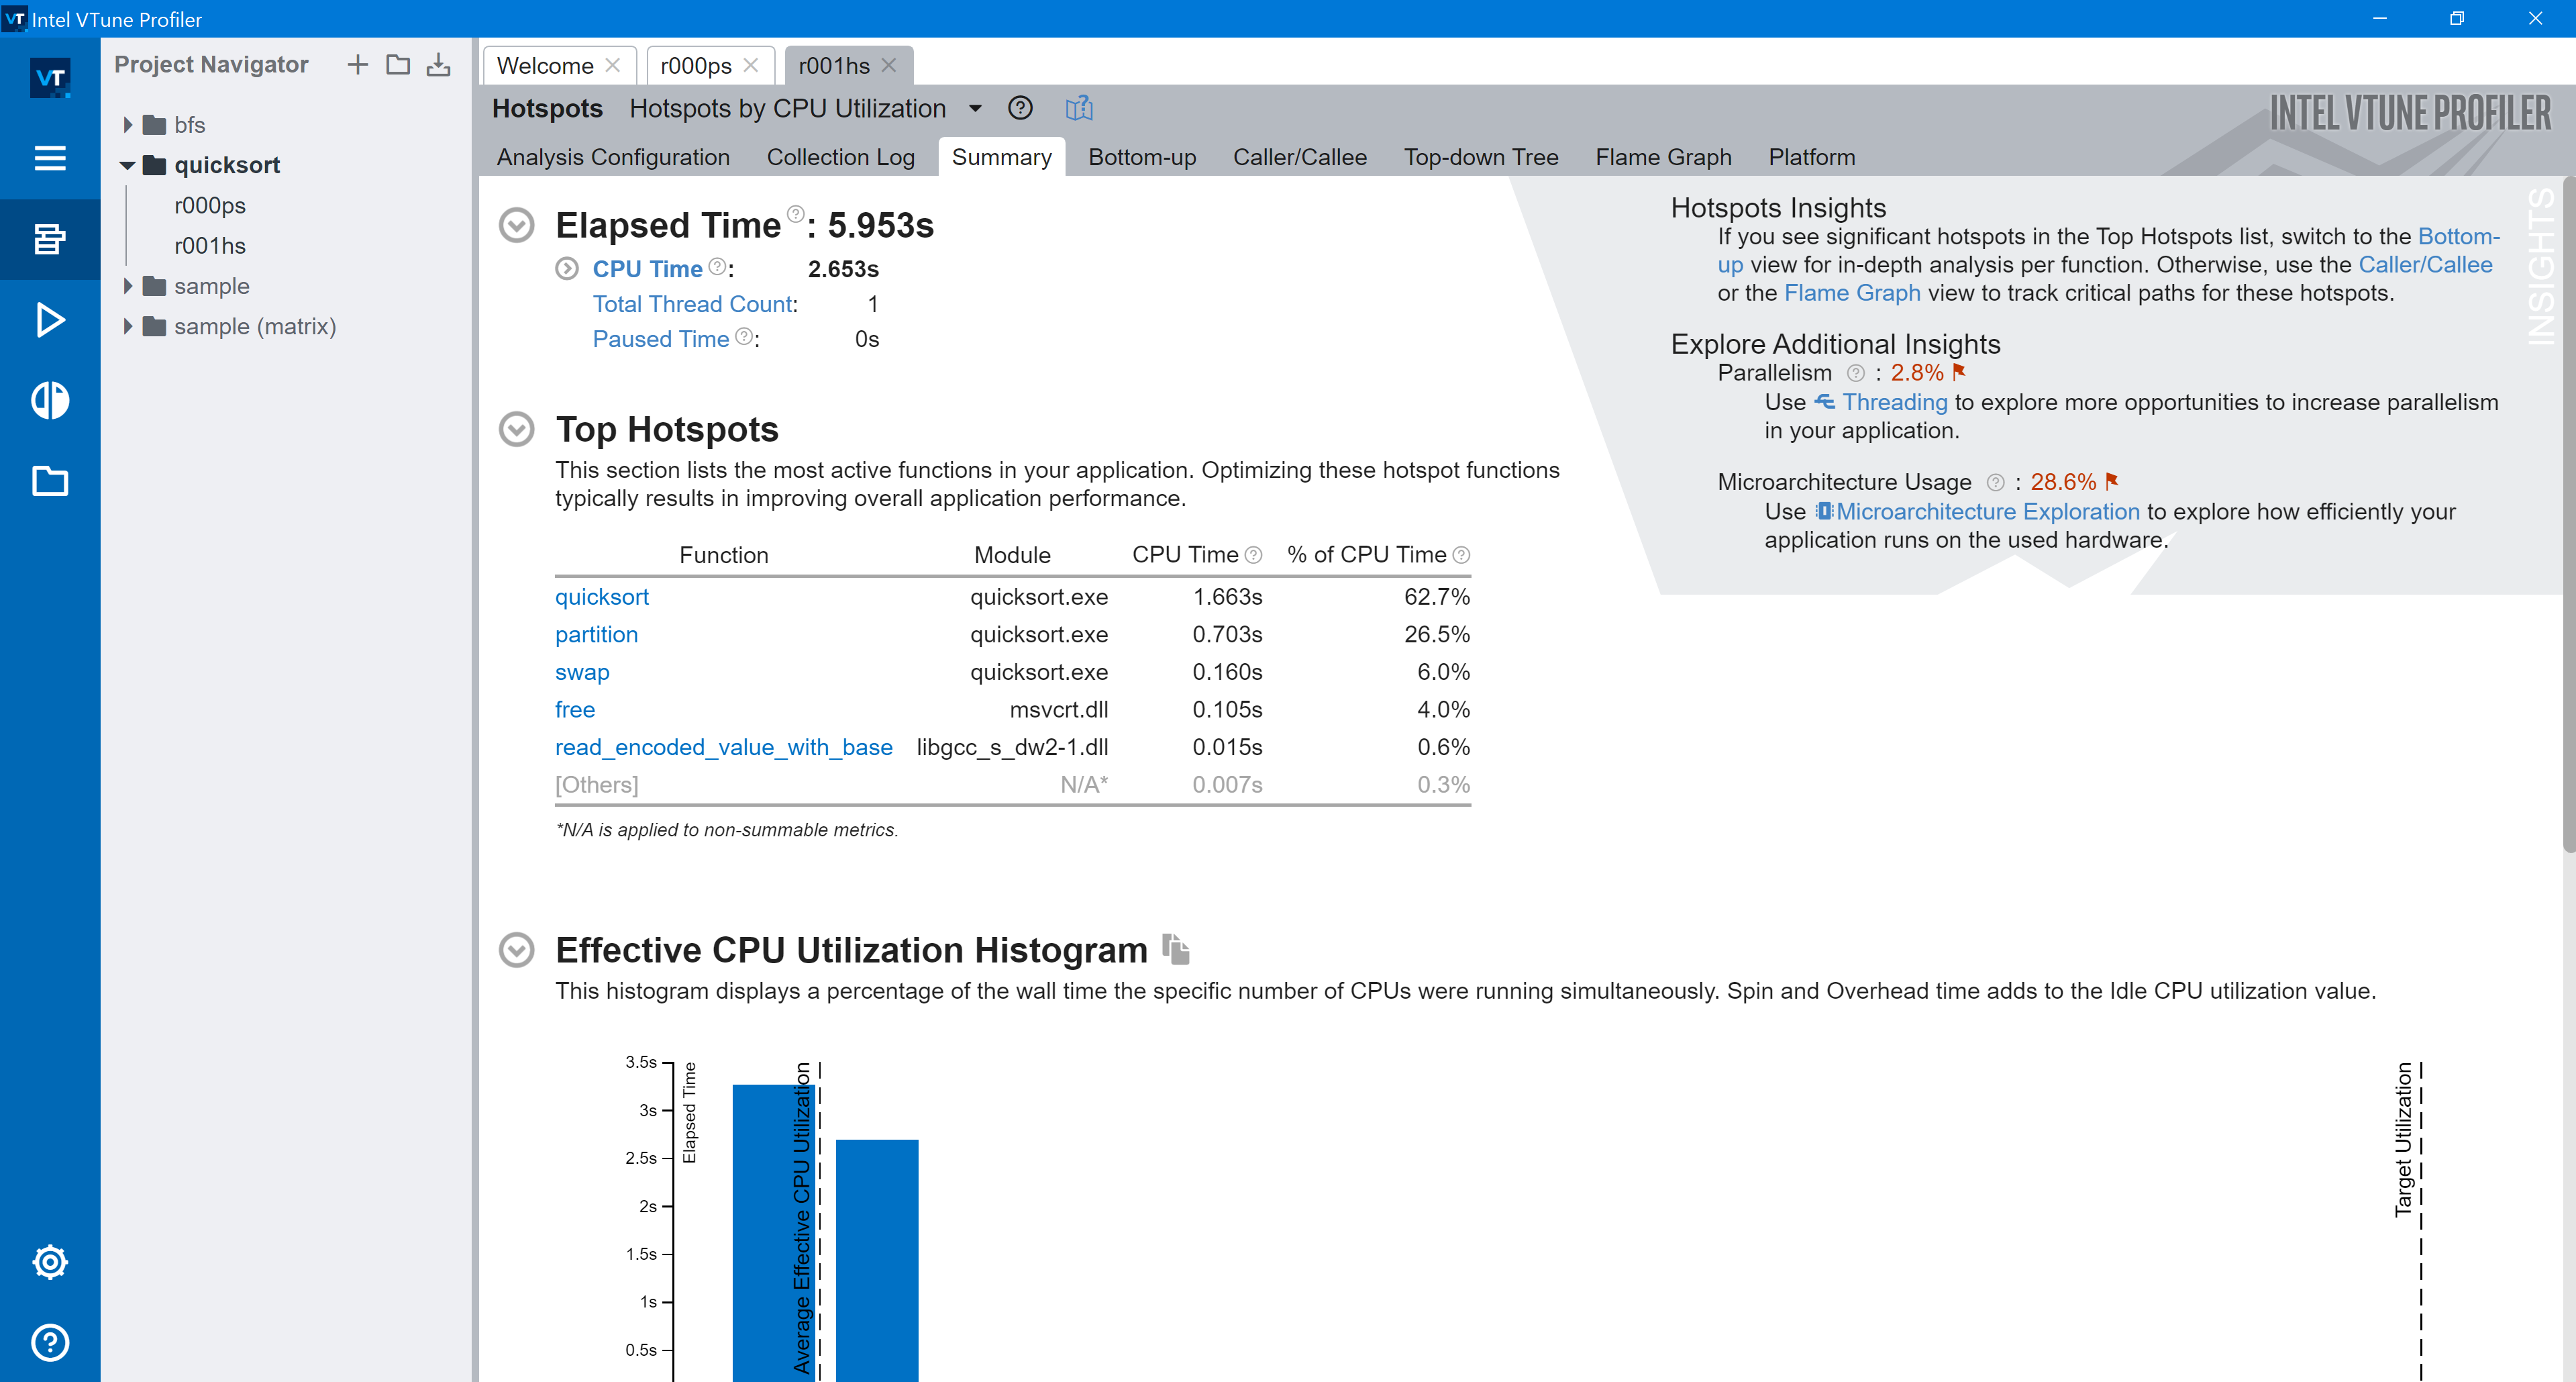 VT Intel VTune Profiler
VT
Project Navigator
bfs
quicksort
r000ps
r001hs
sample
sample (matrix)
Welcome
r000ps
r001hs
Hotspots Hotspots by CPU Utilization
INTEL VTUNE PROFILER
Analysis Configuration Collection Log Summary Bottom-up Caller/Callee Top-down Tree Flame Graph Platform
Elapsed Time : 5.953s
CPU Time : 2.653s
Total Thread Count: 1
Paused Time : 0s
Hotspots Insights
If you see significant hotspots in the Top Hotspots list, switch to the Bottom-
up view for in-depth analysis per function. Otherwise, use the Caller/Callee
or the Flame Graph view to track critical paths for these hotspots.
Explore Additional Insights
Parallelism : 2.8%
Use Threading to explore more opportunities to increase parallelism
in your application.
Microarchitecture Usage : 28.6%
Use Microarchitecture Exploration to explore how efficiently your
application runs on the used hardware.
INSIGHTS
Top Hotspots
This section lists the most active functions in your application. Optimizing these hotspot functions
typically results in improving overall application performance.
Function Module CPU Time % of CPU Time
quicksort quicksort.exe 1.663s 62.7%
partition quicksort.exe 0.703s 26.5%
swap quicksort.exe 0.160s 6.0%
free msvcrt.dll 0.105s 4.0%
read_encoded_value_with_base libgcc_s_dw2-1.dll 0.015s 0.6%
[Others] N/A* 0.007s 0.3%
*N/A is applied to non-summable metrics.
Effective CPU Utilization Histogram
This histogram displays a percentage of the wall time the specific number of CPUs were running simultaneously. Spin and Overhead time adds to the Idle CPU utilization value.
3.5s
3s
2.5s
2s
1.5s
1s
0.5s
Elapsed Time
Average Effective CPU Utilization
Target Utilization